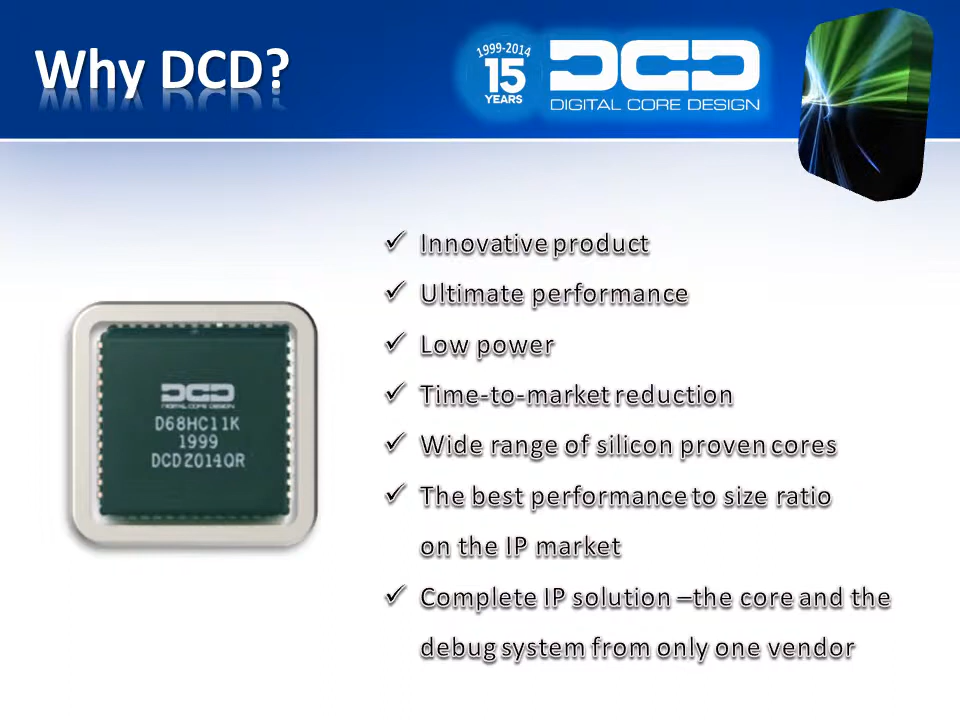 Why DCD?
1999-2014
15
YEARS
DCD
DIGITAL CORE DESIGN
Innovative product
Ultimate performance
Low power
Time-to-market reduction
Wide range of silicon proven cores
The best performance to size ratio
on the IP market
Complete IP solution –the core and the
debug system from only one vendor
DCD
DIGITAL CORE DESIGN
D68HC11K
1999
DCD2014QR